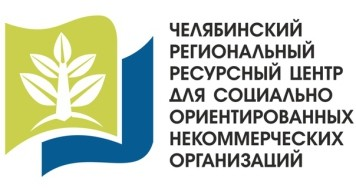 ЧЕЛЯБИНСКИЙ
РЕГИОНАЛЬНЫЙ
РЕСУРСНЫЙ ЦЕНТР
ДЛЯ СОЦИАЛЬНО
ОРИЕНТИРОВАННЫХ
НЕКОММЕРЧЕСКИХ
ОРГАНИЗАЦИЙ